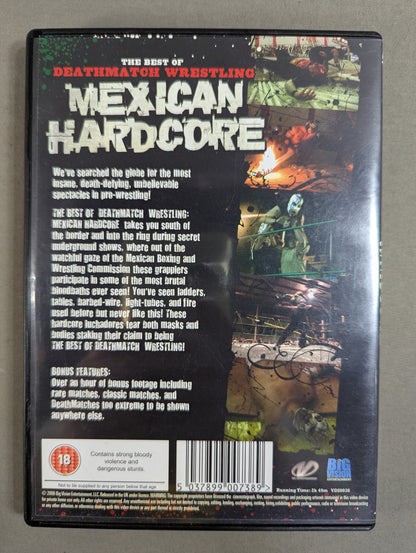 THE BEST OF
DEATHMATCH WRESTLING
MEXICAN
HARDCORE
We've searched the globe for the most
insane, death-defying, unbelievable
spectacles in pro-wrestling!
THE BEST OF DEATHMATCH WRESTLING:
MEXICAN HARDCORE takes you south of
the border and into the ring during secret
underground shows, where out of the
watchful gaze of the Mexican Boxing and
Wrestling Commission these grapplers
participate in some of the most brutal
bloodbaths ever seen! You've seen ladders,
tables, barbed-wire, light-tubes, and fire
used before but never like this! These
hardcore luchadores tear both masks and
bodies staking their claim to being
THE BEST OF DEATHMATCH WRESTLING!
BONUS FEATURES:
Over an hour of bonus footage including
rare matches, classic matches, and
DeathMatches too extreme to be shown
anywhere else.
18
Contains strong bloody
violence and
dangerous stunts.
Not to be supplied to any person below that age.
5 037899 007389 >
BIG
VISION
ENTERTAINMENT
Running Time: 2h 45m